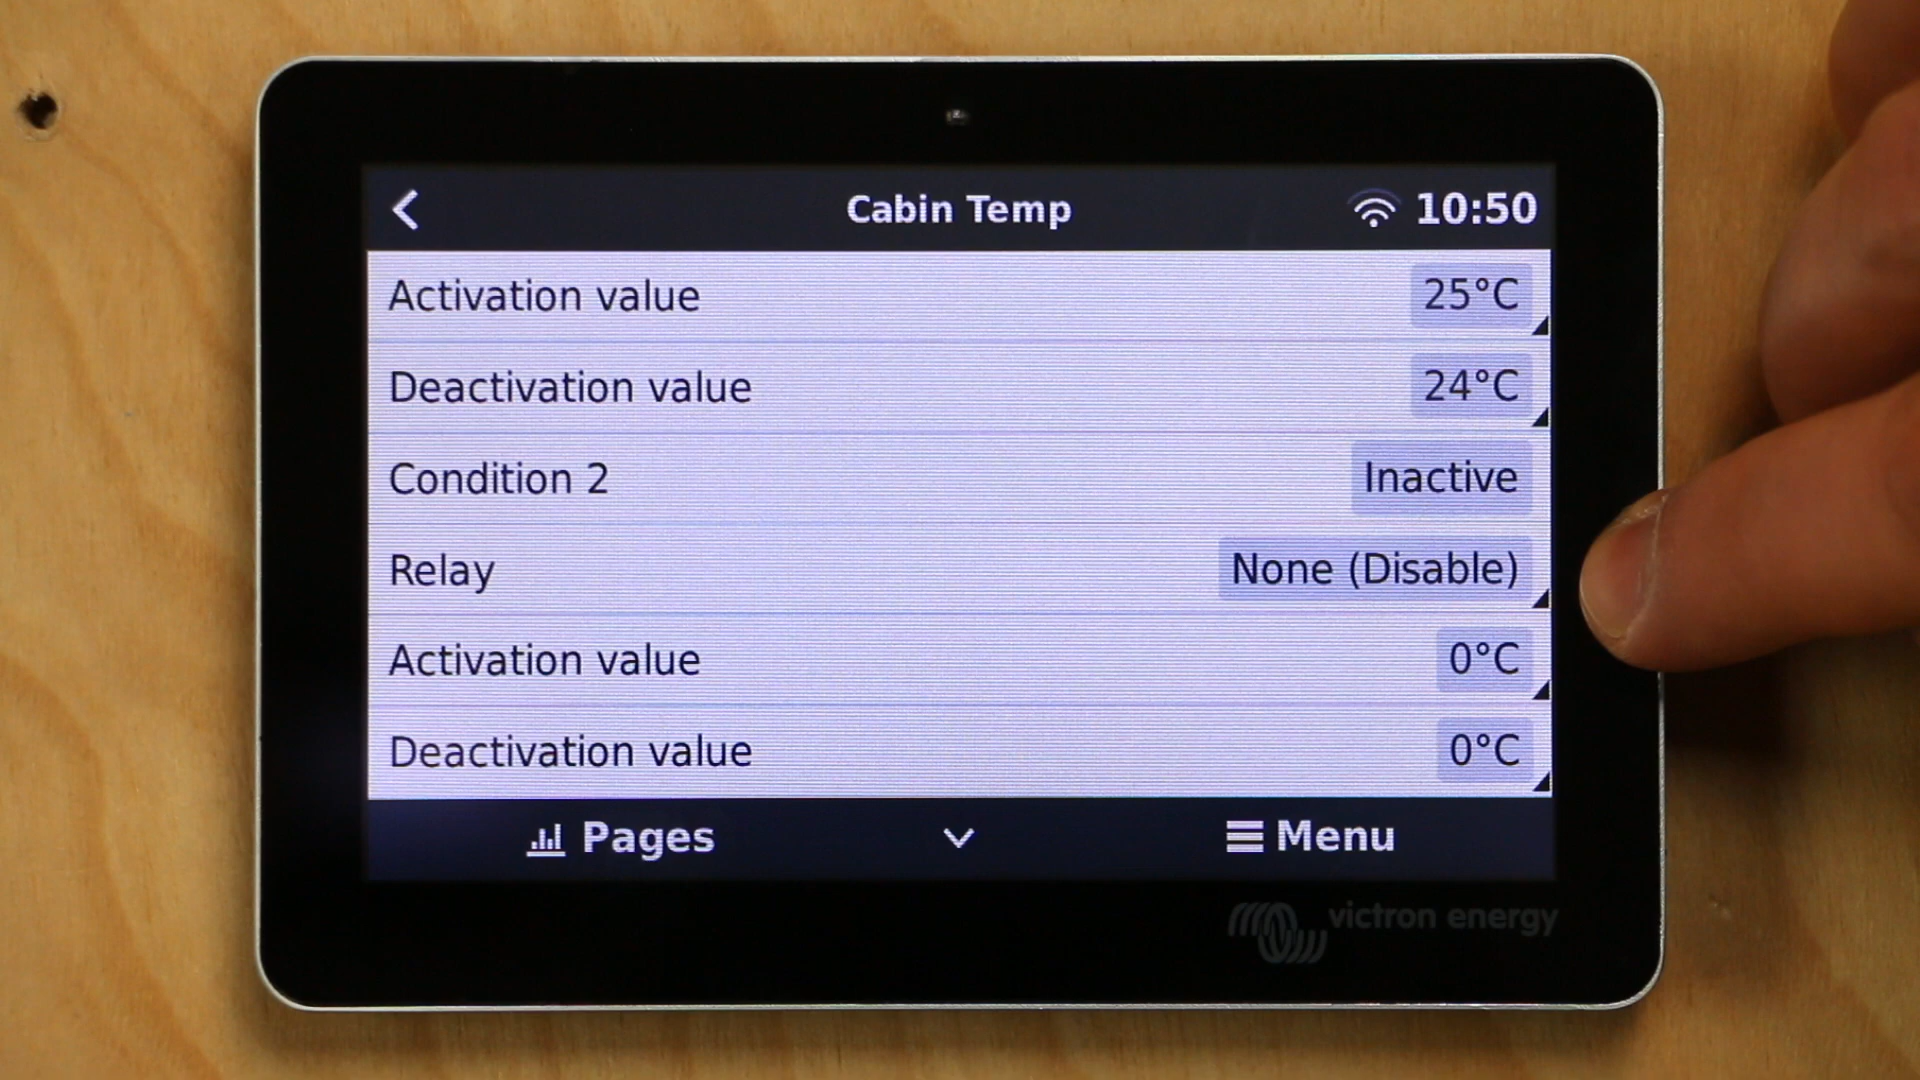 Cabin Temp
10:50
Activation value 25°C
Deactivation value 24°C
Condition 2 Inactive
Relay None (Disable)
Activation value 0°C
Deactivation value 0°C
Pages
Menu
victron energy